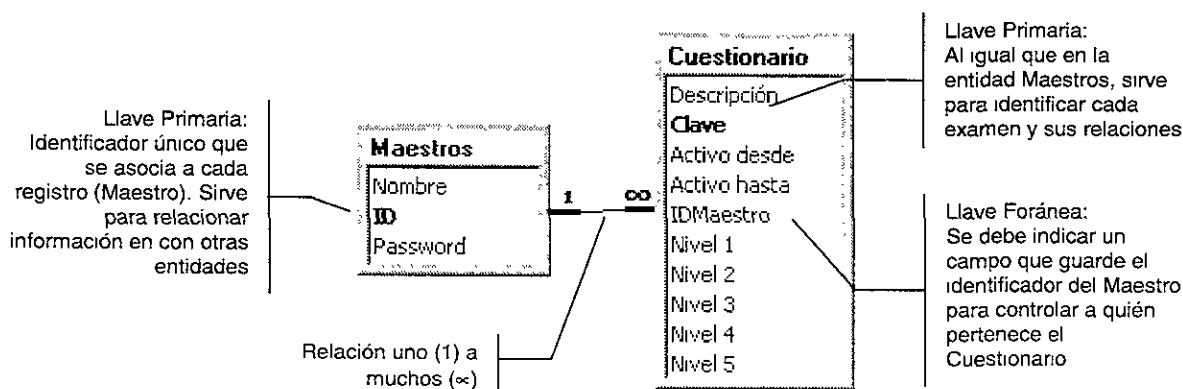 Llave Primaria:
Identificador único que
se asocia a cada
registro (Maestro). Sirve
para relacionar
información en con otras
entidades
Maestros
Nombre
ID
Password
1
∞
Relación uno (1) a
muchos (∞)
Cuestionario
Descripción
Clave
Activo desde
Activo hasta
IDMaestro
Nivel 1
Nivel 2
Nivel 3
Nivel 4
Nivel 5
Llave Primaria:
Al igual que en la
entidad Maestros, sirve
para identificar cada
examen y sus relaciones
Llave Foránea:
Se debe indicar un
campo que guarde el
identificador del Maestro
para controlar a quién
pertenece el
Cuestionario